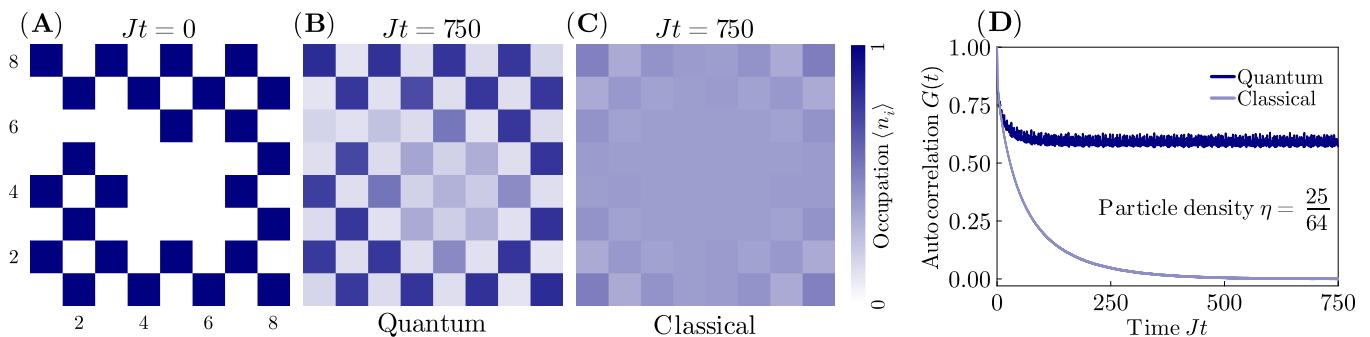 (A)
Jt = 0
8
6
4
2
2
4
6
8
(B)
Jt = 750
Quantum
(C)
Jt = 750
Classical
1
Occupation ⟨n_i⟩
0
(D)
Autocorrelation G(t)
1.00
0.75
0.50
0.25
0.00
Quantum
Classical
Particle density η = 25/64
0
250
500
750
Time Jt